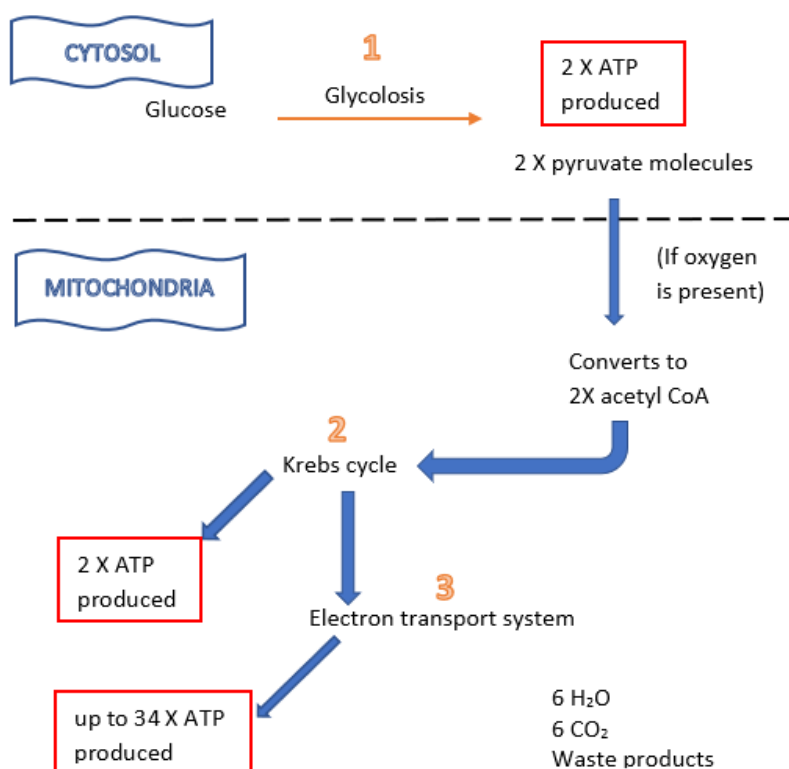 CYTOSOL
1
Glucose
Glycolosis
2 X ATP
produced
2 X pyruvate molecules
MITOCHONDRIA
(If oxygen
is present)
Converts to
2X acetyl CoA
2
Krebs cycle
2 X ATP
produced
3
Electron transport system
up to 34 X ATP
produced
6 H₂O
6 CO₂
Waste products